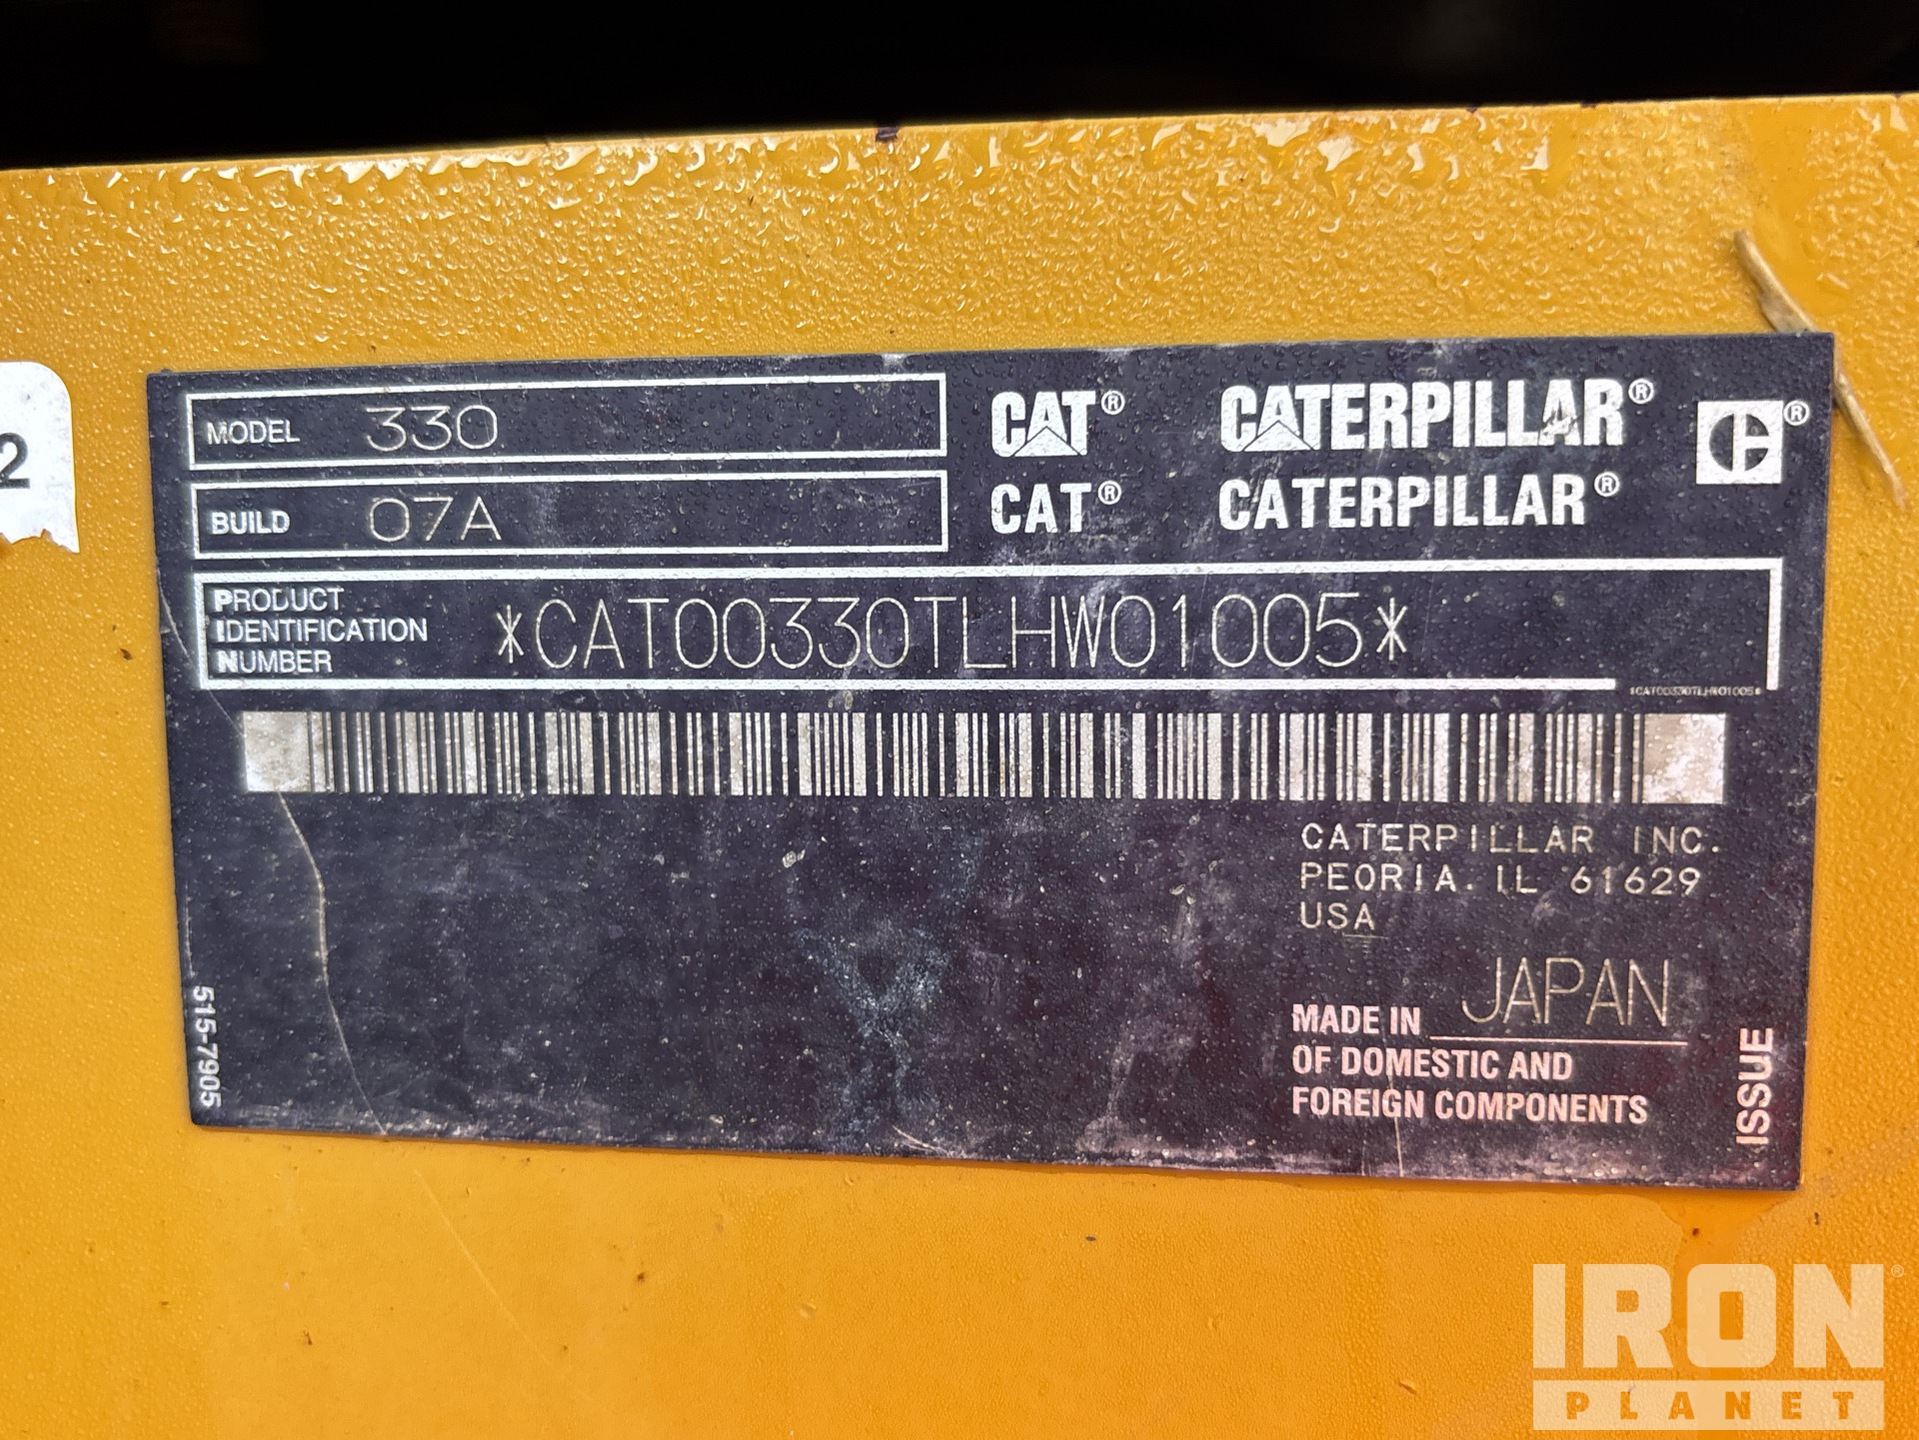 2
MODEL 330
BUILD 07A
CAT® CATERPILLAR® ®
CAT® CATERPILLAR®
PRODUCT
IDENTIFICATION
NUMBER
*CAT00330TLHW01005*
*CAT00330TLHW01005*
CATERPILLAR INC.
PEORIA. IL 61629
USA
MADE IN JAPAN
OF DOMESTIC AND
FOREIGN COMPONENTS
515-7905
ISSUE
IRON®
PLANET